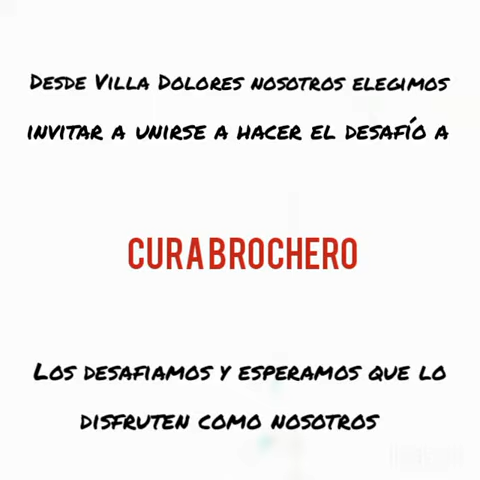 Desde Villa Dolores nosotros elegimos
invitar a unirse a hacer el desafío a
CURA BROCHERO
Los desafiamos y esperamos que lo
disfruten como nosotros